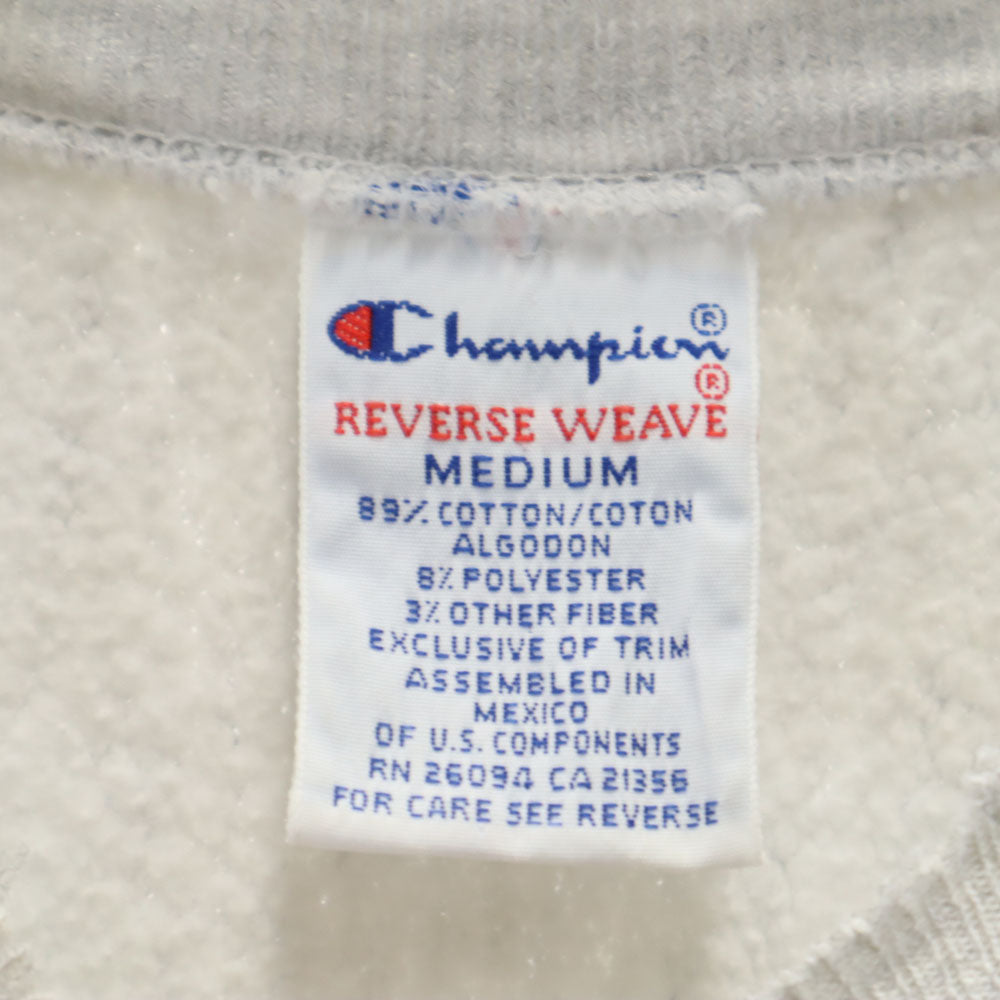 Champion®
®
REVERSE WEAVE
MEDIUM
89% COTTON/COTON
ALGODON
8% POLYESTER
3% OTHER FIBER
EXCLUSIVE OF TRIM
ASSEMBLED IN
MEXICO
OF U.S. COMPONENTS
RN 26094 CA 21356
FOR CARE SEE REVERSE